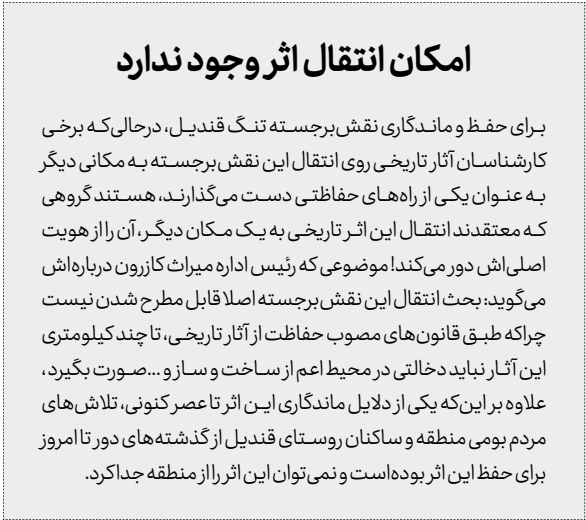 امکان انتقال اثر وجود ندارد
برای حفظ و ماندگاری نقش‌برجسته تنگ قندیل، درحالی‌که برخی
کارشناسان آثار تاریخی روی انتقال این نقش‌برجسته به مکانی دیگر
به عنوان یکی از راه‌های حفاظتی دست می‌گذارند، هستند گروهی
که معتقدند انتقال این اثر تاریخی به یک مکان دیگر، آن را از هویت
اصلی‌اش دور می‌کند! موضوعی که رئیس اداره میراث کازرون درباره‌اش
می‌گوید: بحث انتقال این نقش‌برجسته اصلا قابل مطرح شدن نیست
چراکه طبق قانون‌های مصوب حفاظت از آثار تاریخی، تا چند کیلومتری
این آثار نباید دخالتی در محیط اعم از ساخت و ساز و ... صورت بگیرد،
علاوه بر این‌که یکی از دلایل ماندگاری این اثر تا عصر کنونی، تلاش‌های
مردم بومی منطقه و ساکنان روستای قندیل از گذشته‌های دور تا امروز
برای حفظ این اثر بوده‌است و نمی‌توان این اثر را از منطقه جدا کرد.